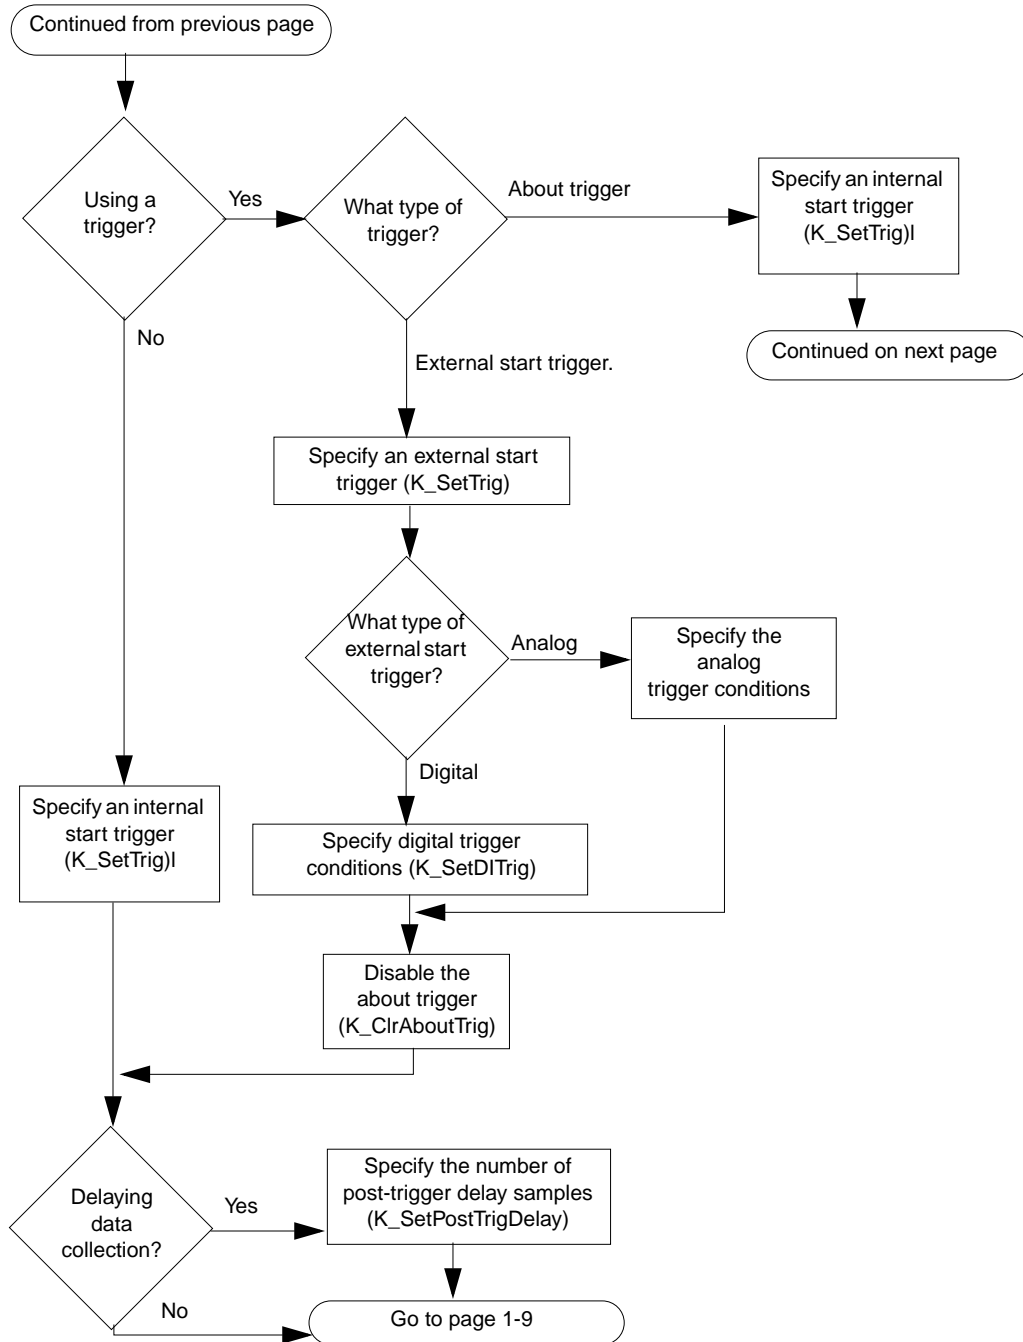 Continued from previous page
Using a
trigger?
Yes
What type of
trigger?
About trigger
Specify an internal
start trigger
(K_SetTrig)l
No
Continued on next page
External start trigger.
Specify an external start
trigger (K_SetTrig)
What type of
external start
trigger?
Analog
Specify the
analog
trigger conditions
Digital
Specify an internal
start trigger
(K_SetTrig)l
Specify digital trigger
conditions (K_SetDITrig)
Disable the
about trigger
(K_ClrAboutTrig)
Delaying
data
collection?
Yes
Specify the number of
post-trigger delay samples
(K_SetPostTrigDelay)
No
Go to page 1-9